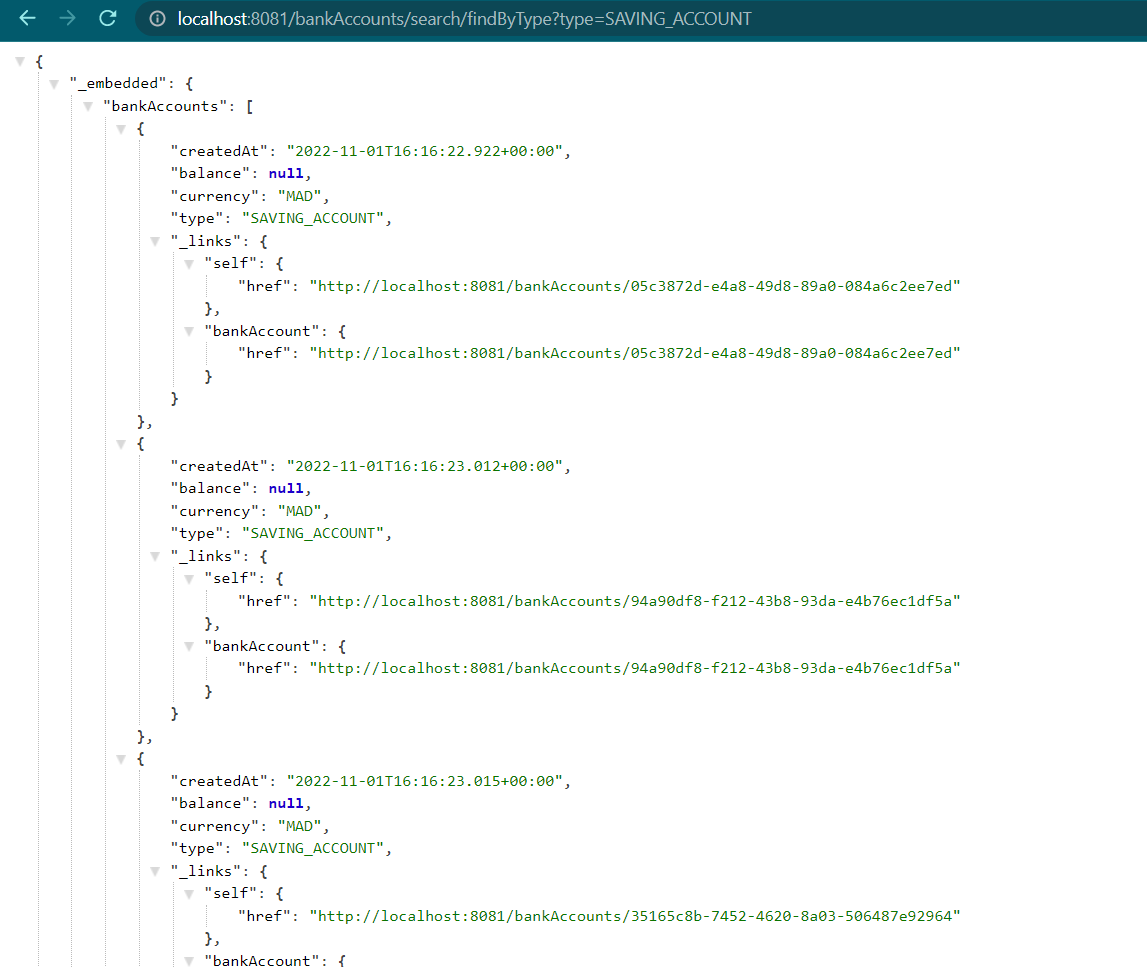 localhost:8081/bankAccounts/search/findByType?type=SAVING_ACCOUNT
{
"_embedded": {
"bankAccounts": [
{
"createdAt": "2022-11-01T16:16:22.922+00:00",
"balance": null,
"currency": "MAD",
"type": "SAVING_ACCOUNT",
"_links": {
"self": {
"href": "http://localhost:8081/bankAccounts/05c3872d-e4a8-49d8-89a0-084a6c2ee7ed"
},
"bankAccount": {
"href": "http://localhost:8081/bankAccounts/05c3872d-e4a8-49d8-89a0-084a6c2ee7ed"
}
}
},
{
"createdAt": "2022-11-01T16:16:23.012+00:00",
"balance": null,
"currency": "MAD",
"type": "SAVING_ACCOUNT",
"_links": {
"self": {
"href": "http://localhost:8081/bankAccounts/94a90df8-f212-43b8-93da-e4b76ec1df5a"
},
"bankAccount": {
"href": "http://localhost:8081/bankAccounts/94a90df8-f212-43b8-93da-e4b76ec1df5a"
}
}
},
{
"createdAt": "2022-11-01T16:16:23.015+00:00",
"balance": null,
"currency": "MAD",
"type": "SAVING_ACCOUNT",
"_links": {
"self": {
"href": "http://localhost:8081/bankAccounts/35165c8b-7452-4620-8a03-506487e92964"
},
"bankAccount": {